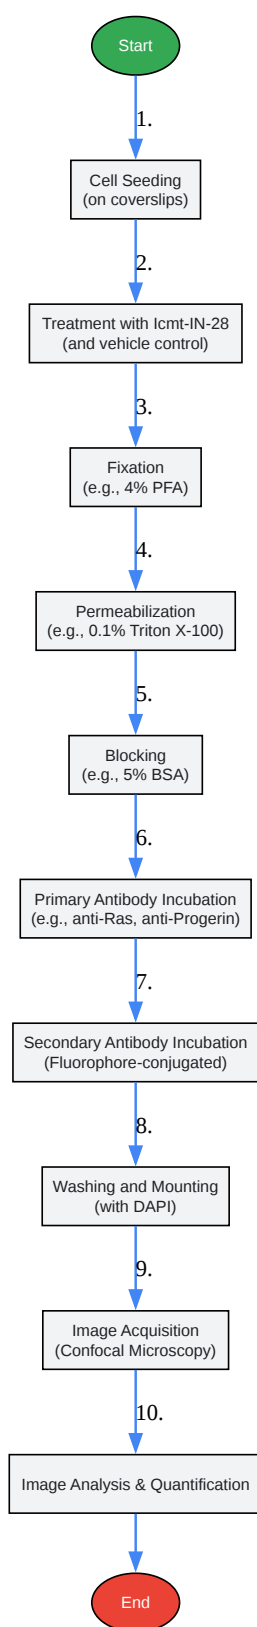 Start
1.
Cell Seeding
(on coverslips)
2.
Treatment with Icmt-IN-28
(and vehicle control)
3.
Fixation
(e.g., 4% PFA)
4.
Permeabilization
(e.g., 0.1% Triton X-100)
5.
Blocking
(e.g., 5% BSA)
6.
Primary Antibody Incubation
(e.g., anti-Ras, anti-Progerin)
7.
Secondary Antibody Incubation
(Fluorophore-conjugated)
8.
Washing and Mounting
(with DAPI)
9.
Image Acquisition
(Confocal Microscopy)
10.
Image Analysis & Quantification
End